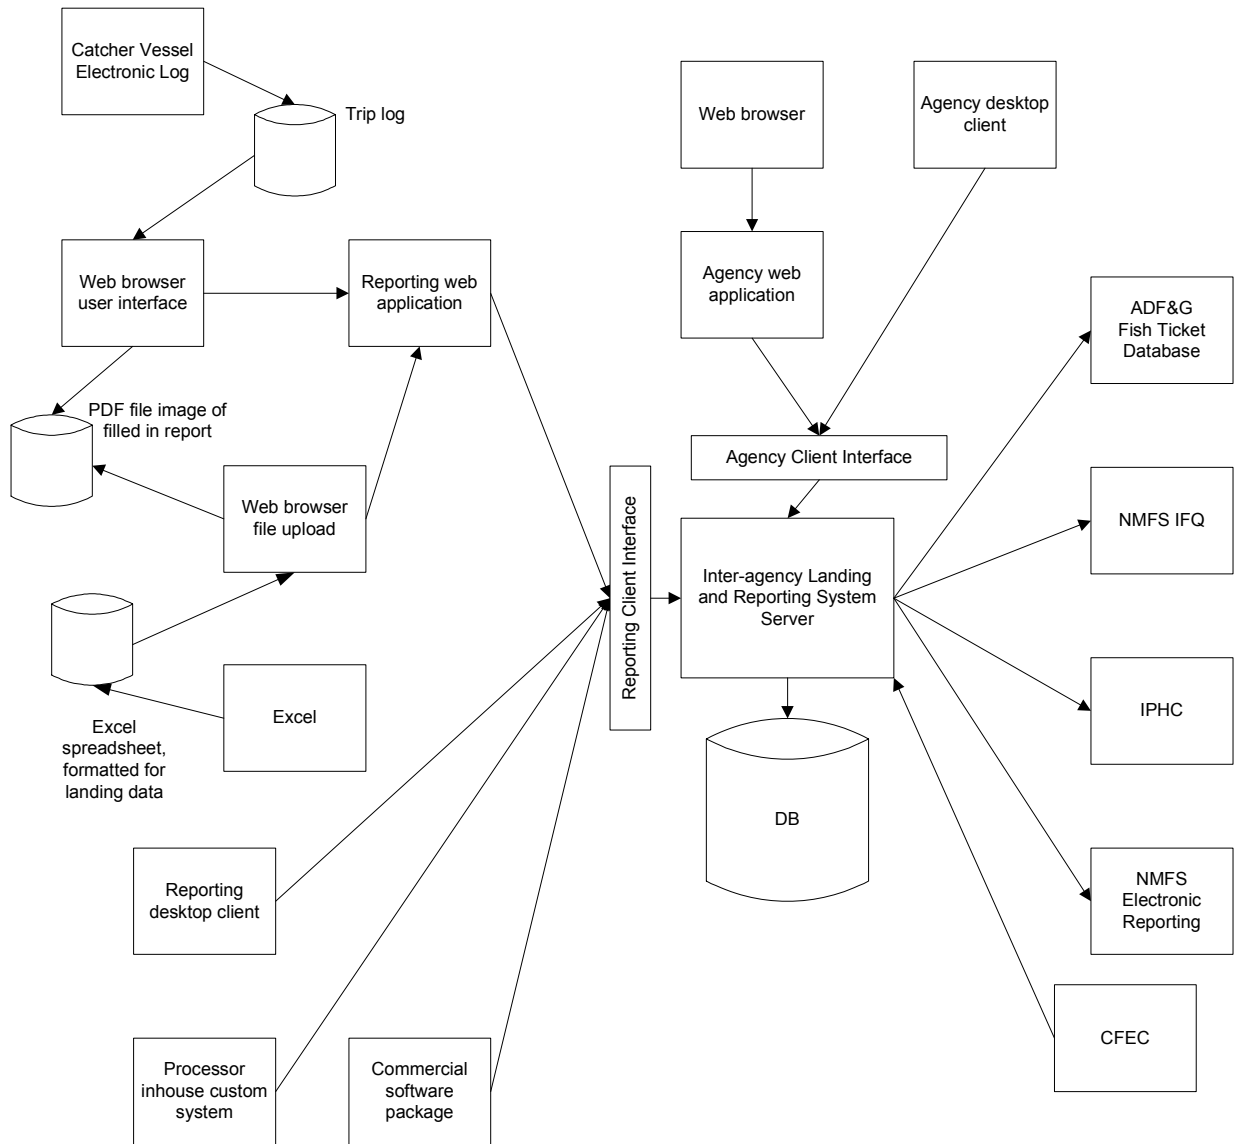 Catcher Vessel
Electronic Log
Trip log
Web browser
Agency desktop
client
Web browser
user interface
Reporting web
application
Agency web
application
ADF&G
Fish Ticket
Database
PDF file image of
filled in report
Agency Client Interface
Web browser
file upload
Reporting Client Interface
NMFS IFQ
Inter-agency Landing
and Reporting System
Server
Excel
Excel
spreadsheet,
formatted for
landing data
IPHC
DB
Reporting
desktop client
NMFS
Electronic
Reporting
CFEC
Processor
inhouse custom
system
Commercial
software
package